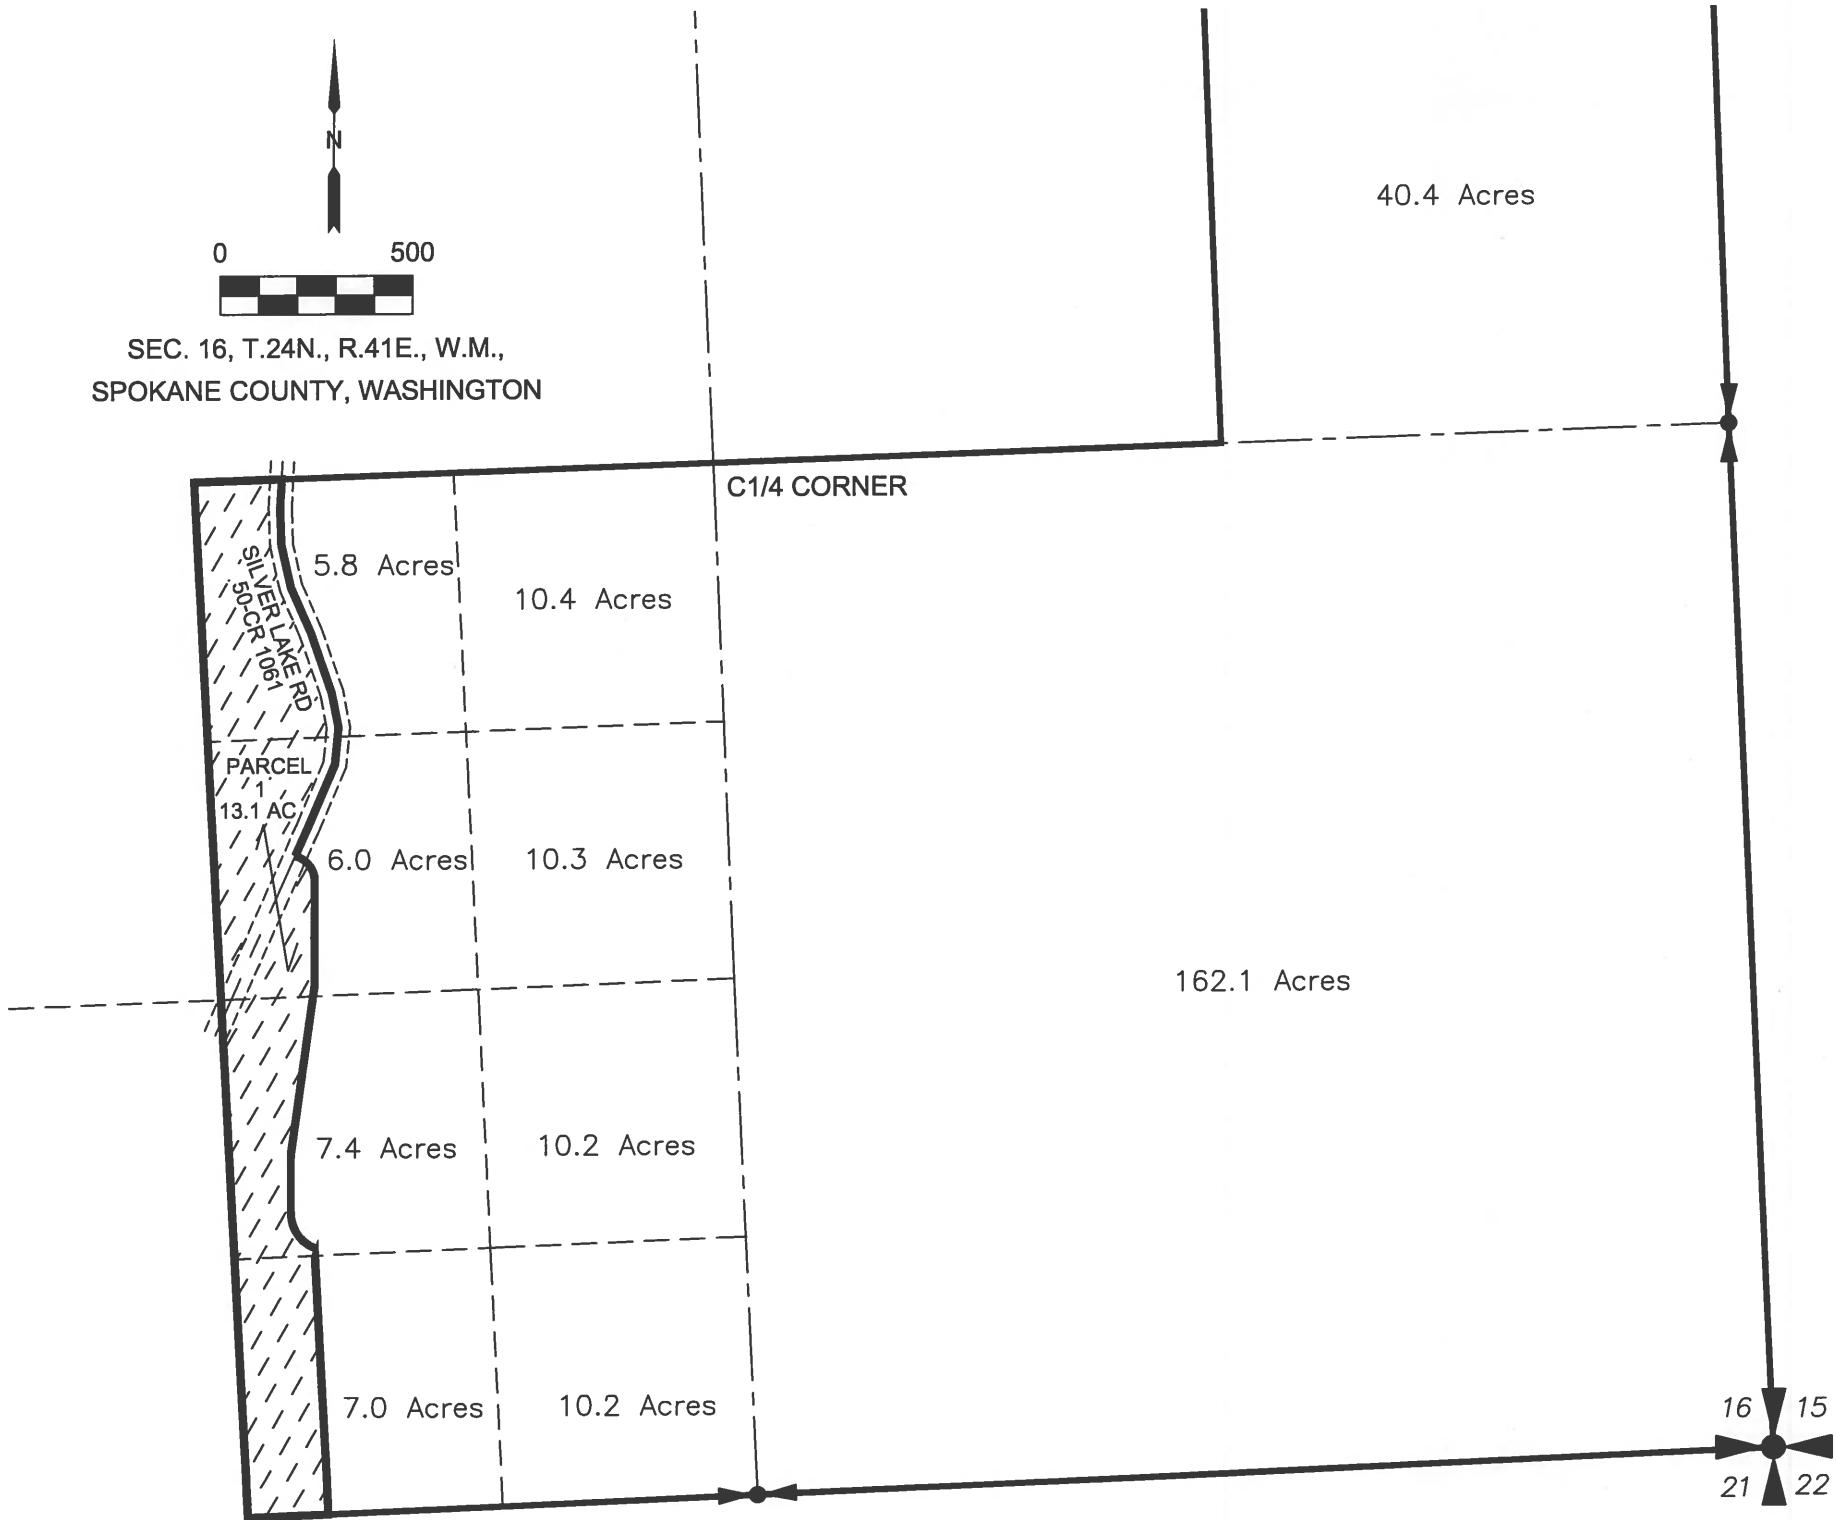 N
0 500
SEC. 16, T.24N., R.41E., W.M.,
SPOKANE COUNTY, WASHINGTON
40.4 Acres
C1/4 CORNER
SILVER LAKE RD
50-CR 1061
5.8 Acres
10.4 Acres
PARCEL
1
13.1 AC
6.0 Acres
10.3 Acres
162.1 Acres
7.4 Acres
10.2 Acres
7.0 Acres
10.2 Acres
16 15
21 22